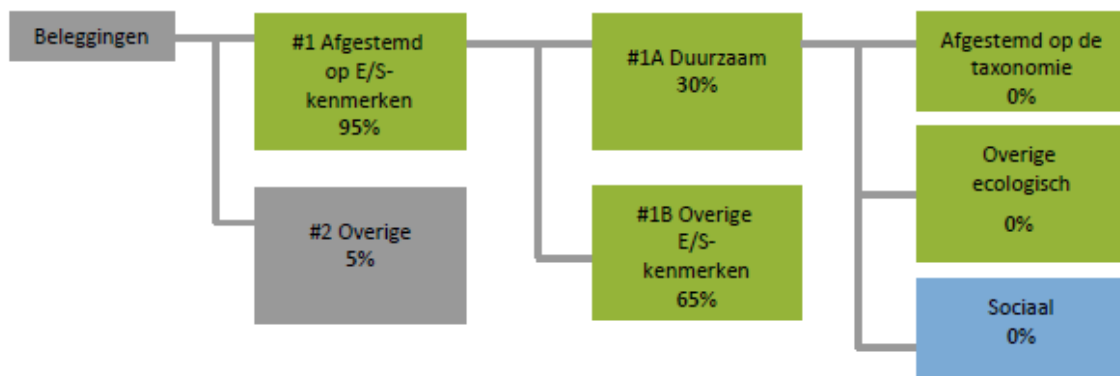 Beleggingen
#1 Afgestemd
op E/S-
kenmerken
95%
#2 Overige
5%
#1A Duurzaam
30%
#1B Overige
E/S-
kenmerken
65%
Afgestemd op de
taxonomie
0%
Overige
ecologisch
0%
Sociaal
0%